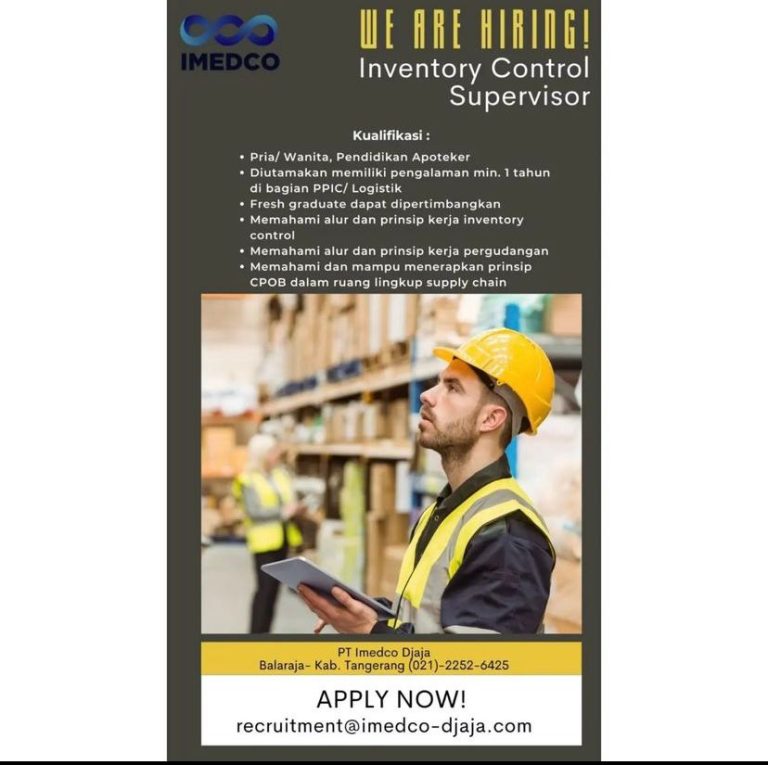 IMEDCO
WE ARE HIRING!
Inventory Control
Supervisor
Kualifikasi :
• Pria/ Wanita, Pendidikan Apoteker
• Diutamakan memiliki pengalaman min. 1 tahun
di bagian PPIC/ Logistik
• Fresh graduate dapat dipertimbangkan
• Memahami alur dan prinsip kerja inventory
control
• Memahami alur dan prinsip kerja pergudangan
• Memahami dan mampu menerapkan prinsip
CPOB dalam ruang lingkup supply chain
PT Imedco Djaja
Balaraja- Kab. Tangerang (021)-2252-6425
APPLY NOW!
recruitment@imedco-djaja.com